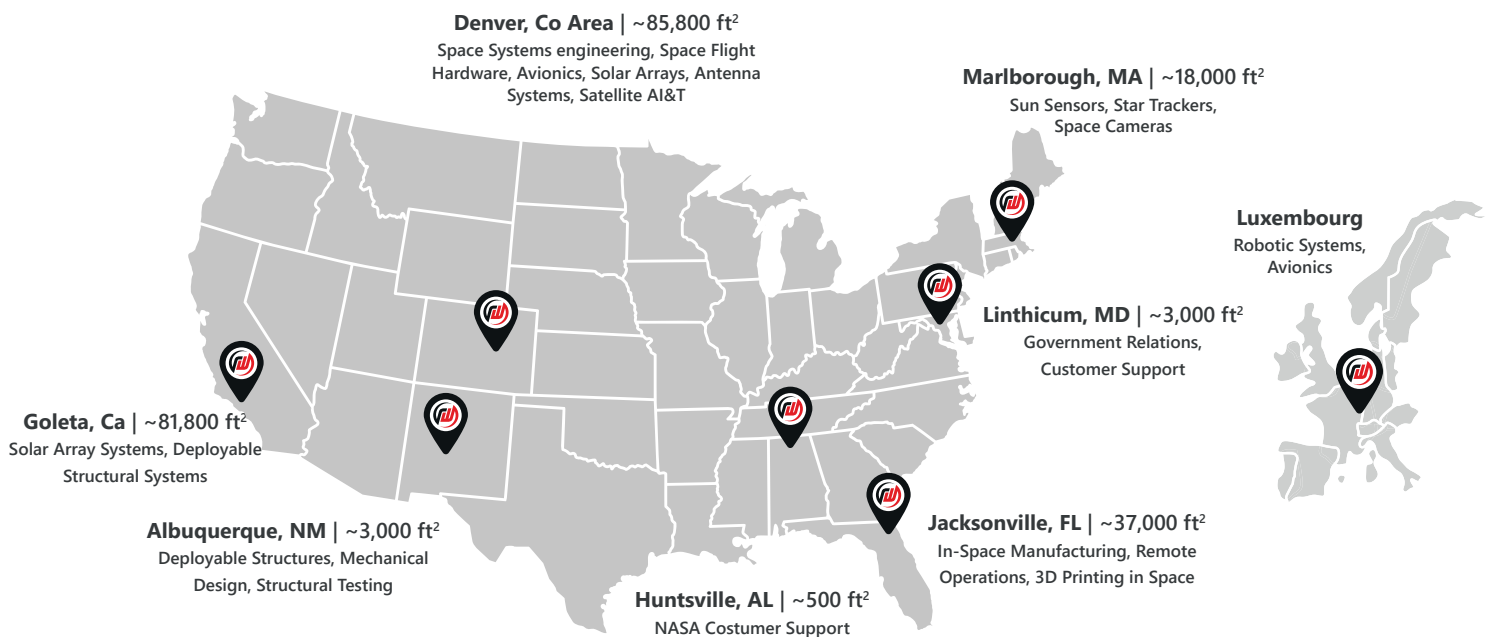 Denver, Co Area | ~85,800 ft²
Space Systems engineering, Space Flight
Hardware, Avionics, Solar Arrays, Antenna
Systems, Satellite AI&T
Marlborough, MA | ~18,000 ft²
Sun Sensors, Star Trackers,
Space Cameras
Luxembourg
Robotic Systems,
Avionics
Linthicum, MD | ~3,000 ft²
Government Relations,
Customer Support
Goleta, Ca | ~81,800 ft²
Solar Array Systems, Deployable
Structural Systems
Albuquerque, NM | ~3,000 ft²
Deployable Structures, Mechanical
Design, Structural Testing
Jacksonville, FL | ~37,000 ft²
In-Space Manufacturing, Remote
Operations, 3D Printing in Space
Huntsville, AL | ~500 ft²
NASA Costumer Support